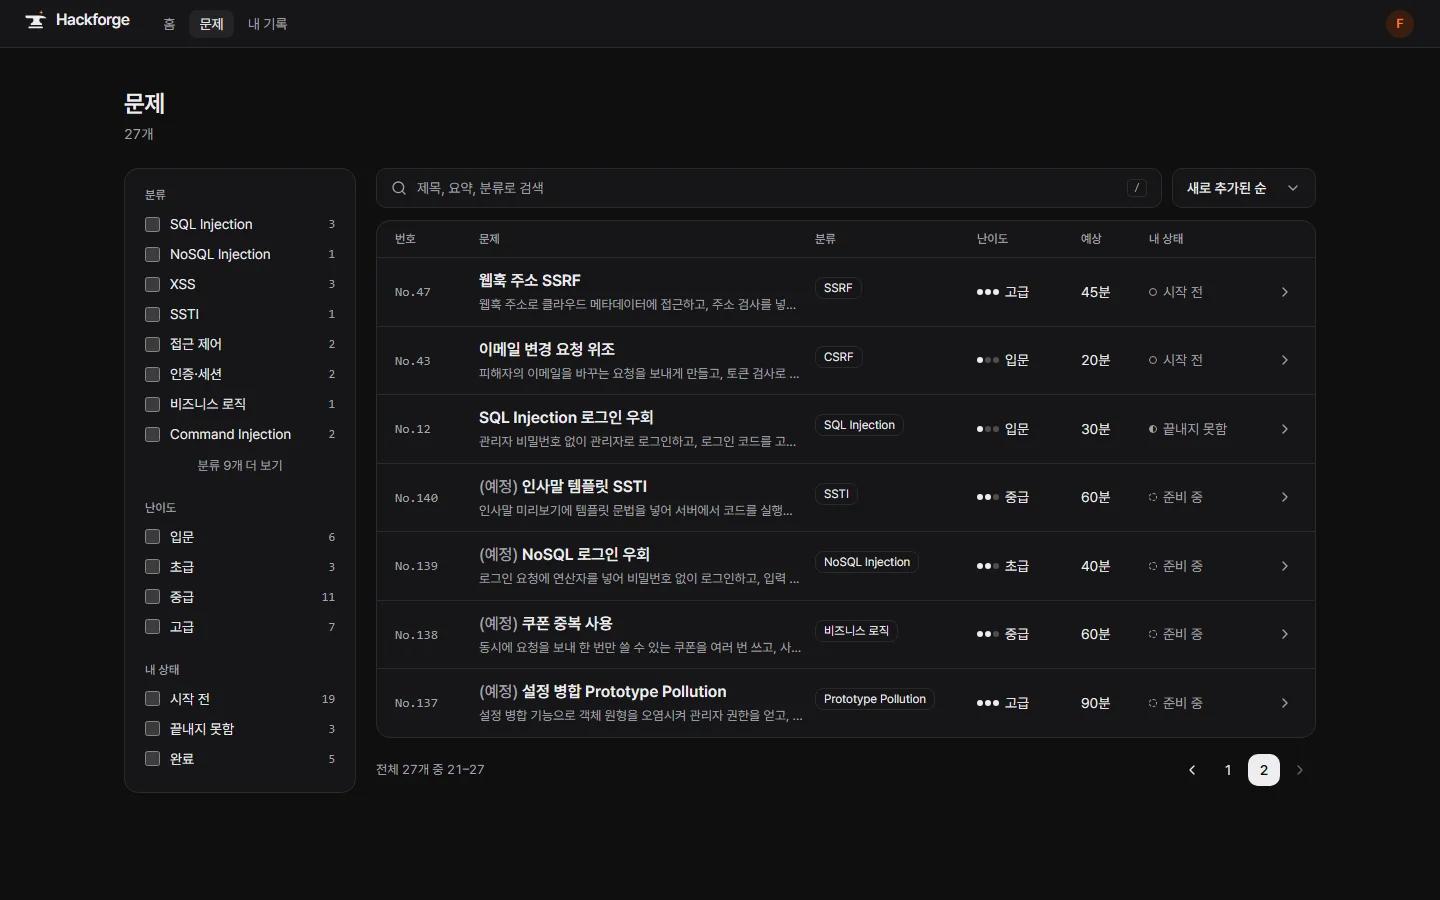 Hackforge 홈 문제 내 기록 F
문제
27개
분류
SQL Injection 3
NoSQL Injection 1
XSS 3
SSTI 1
접근 제어 2
인증·세션 2
비즈니스 로직 1
Command Injection 2
분류 9개 더 보기
난이도
입문 6
초급 3
중급 11
고급 7
내 상태
시작 전 19
끝내지 못함 3
완료 5
제목, 요약, 분류로 검색 /
새로 추가된 순
번호 문제 분류 난이도 예상 내 상태
No.47 웹훅 주소 SSRF SSRF 고급 45분 시작 전
웹훅 주소로 클라우드 메타데이터에 접근하고, 주소 검사를 넣...
No.43 이메일 변경 요청 위조 CSRF 입문 20분 시작 전
피해자의 이메일을 바꾸는 요청을 보내게 만들고, 토큰 검사로 ...
No.12 SQL Injection 로그인 우회 SQL Injection 입문 30분 끝내지 못함
관리자 비밀번호 없이 관리자로 로그인하고, 로그인 코드를 고...
No.140 (예정) 인사말 템플릿 SSTI SSTI 중급 60분 준비 중
인사말 미리보기에 템플릿 문법을 넣어 서버에서 코드를 실행...
No.139 (예정) NoSQL 로그인 우회 NoSQL Injection 초급 40분 준비 중
로그인 요청에 연산자를 넣어 비밀번호 없이 로그인하고, 입력 ...
No.138 (예정) 쿠폰 중복 사용 비즈니스 로직 중급 60분 준비 중
동시에 요청을 보내 한 번만 쓸 수 있는 쿠폰을 여러 번 쓰고, 사...
No.137 (예정) 설정 병합 Prototype Pollution Prototype Pollution 고급 90분 준비 중
설정 병합 기능으로 객체 원형을 오염시켜 관리자 권한을 얻고, ...
전체 27개 중 21–27
1 2